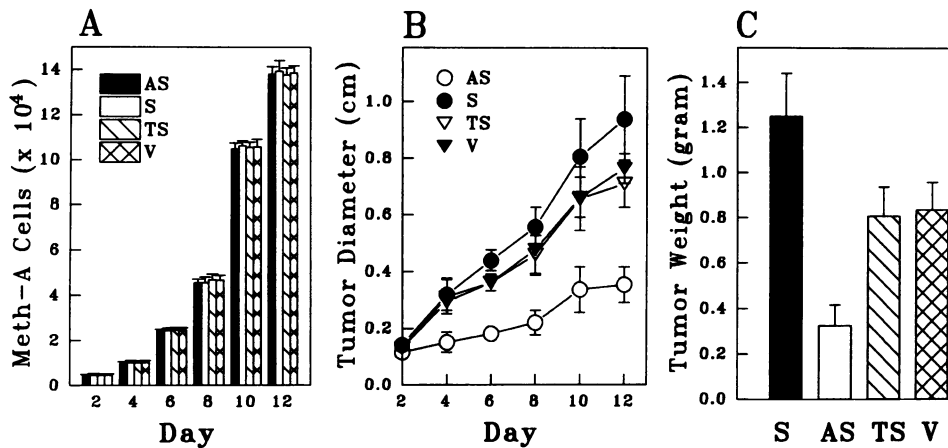 A
Meth-A Cells (x 10⁴)
14
12
10
8
6
4
2
0
AS
S
TS
V
2 4 6 8 10 12
Day
B
Tumor Diameter (cm)
1.0
0.8
0.6
0.4
0.2
0.0
AS
S
TS
V
2 4 6 8 10 12
Day
C
Tumor Weight (gram)
1.4
1.2
1.0
0.8
0.6
0.4
0.2
0.0
S AS TS V